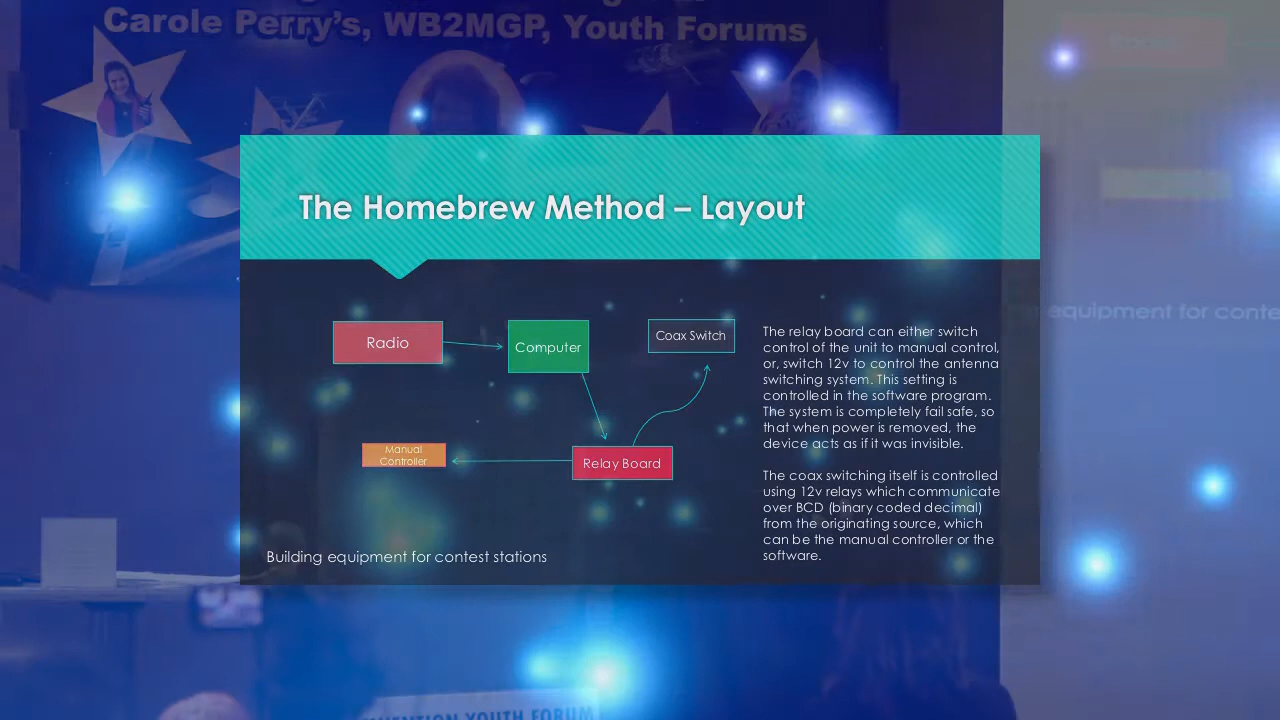 Carole Perry's, WB2MGP, Youth Forums
The Homebrew Method – Layout
Radio
Computer
Coax Switch
Manual
Controller
Relay Board
The relay board can either switch
control of the unit to manual control,
or, switch 12v to control the antenna
switching system. This setting is
controlled in the software program.
The system is completely fail safe, so
that when power is removed, the
device acts as if it was invisible.
The coax switching itself is controlled
using 12v relays which communicate
over BCD (binary coded decimal)
from the originating source, which
can be the manual controller or the
software.
Building equipment for contest stations
equipment for conte
YOUTH FORUM